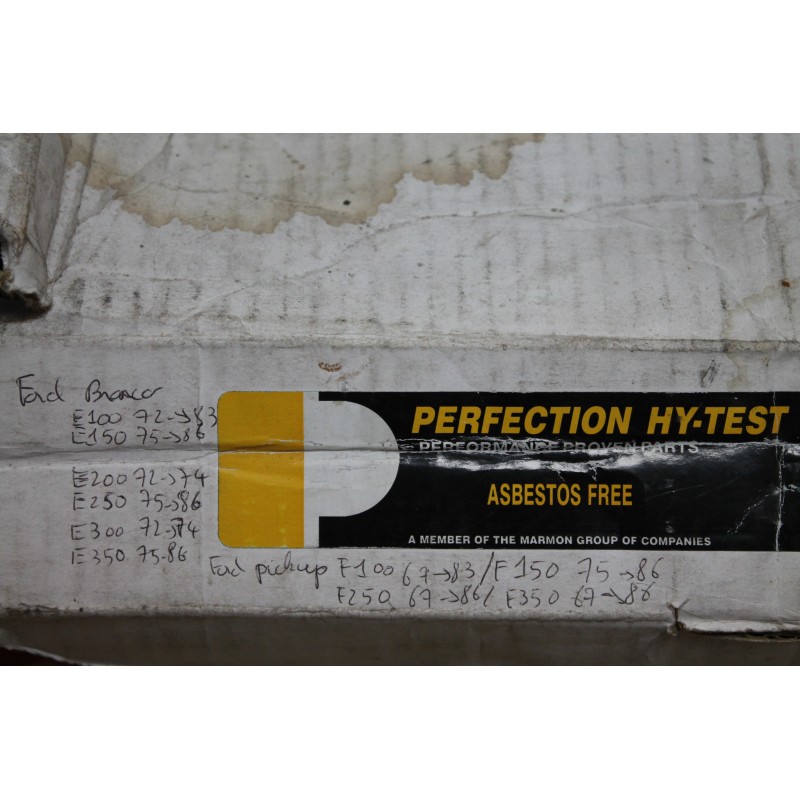 Ford Bronco
E100 72->83
E150 75->86
E200 72->74
E250 75->86
E300 72->74
E350 75-86
PERFECTION HY-TEST
PERFORMANCE PROVEN PARTS
ASBESTOS FREE
A MEMBER OF THE MARMON GROUP OF COMPANIES
Ford pickup F100 67->83/F150 75->86
F250 67->86/ F350 67->86